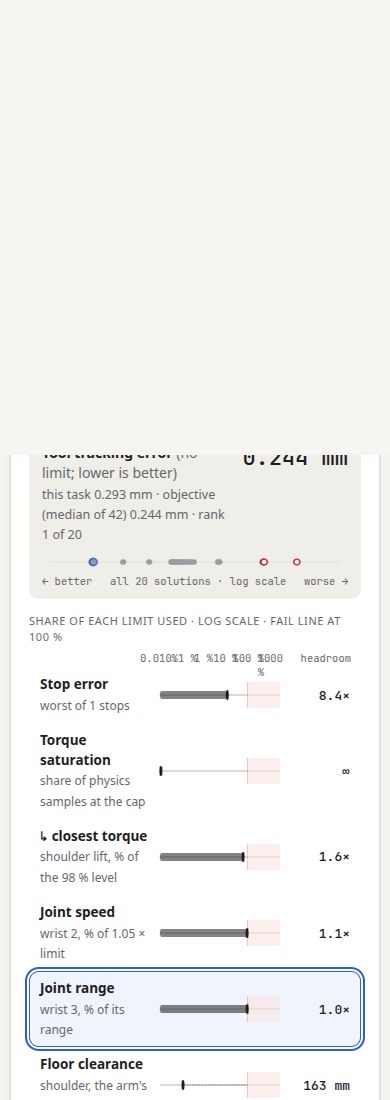 Tool tracking error (no
limit; lower is better)
0.244 mm
this task 0.293 mm · objective
(median of 42) 0.244 mm · rank
1 of 20
← better all 20 solutions · log scale worse →
SHARE OF EACH LIMIT USED · LOG SCALE · FAIL LINE AT
100 %
headroom
Stop error
worst of 1 stops
8.4×
Torque
saturation
share of physics
samples at the cap
∞
↳ closest torque
shoulder lift, % of
the 98 % level
1.6×
Joint speed
wrist 2, % of 1.05 ×
limit
1.1×
Joint range
wrist 3, % of its
range
1.0×
Floor clearance
shoulder, the arm's
163 mm